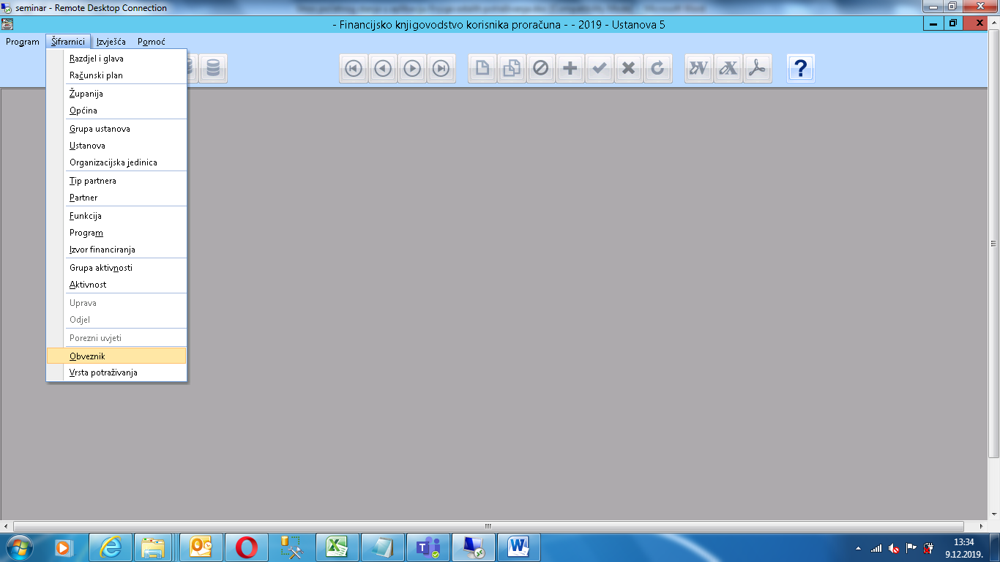 seminar - Remote Desktop Connection
- Financijsko knjigovodstvo korisnika proračuna - - 2019 - Ustanova 5
Program Šifrarnici Izvješća Pomoć
Razdjel i glava
Računski plan
Županija
Općina
Grupa ustanova
Ustanova
Organizacijska jedinica
Tip partnera
Partner
Funkcija
Program
Izvor financiranja
Grupa aktivnosti
Aktivnost
Uprava
Odjel
Porezni uvjeti
Obveznik
Vrsta potraživanja
13:34
9.12.2019.